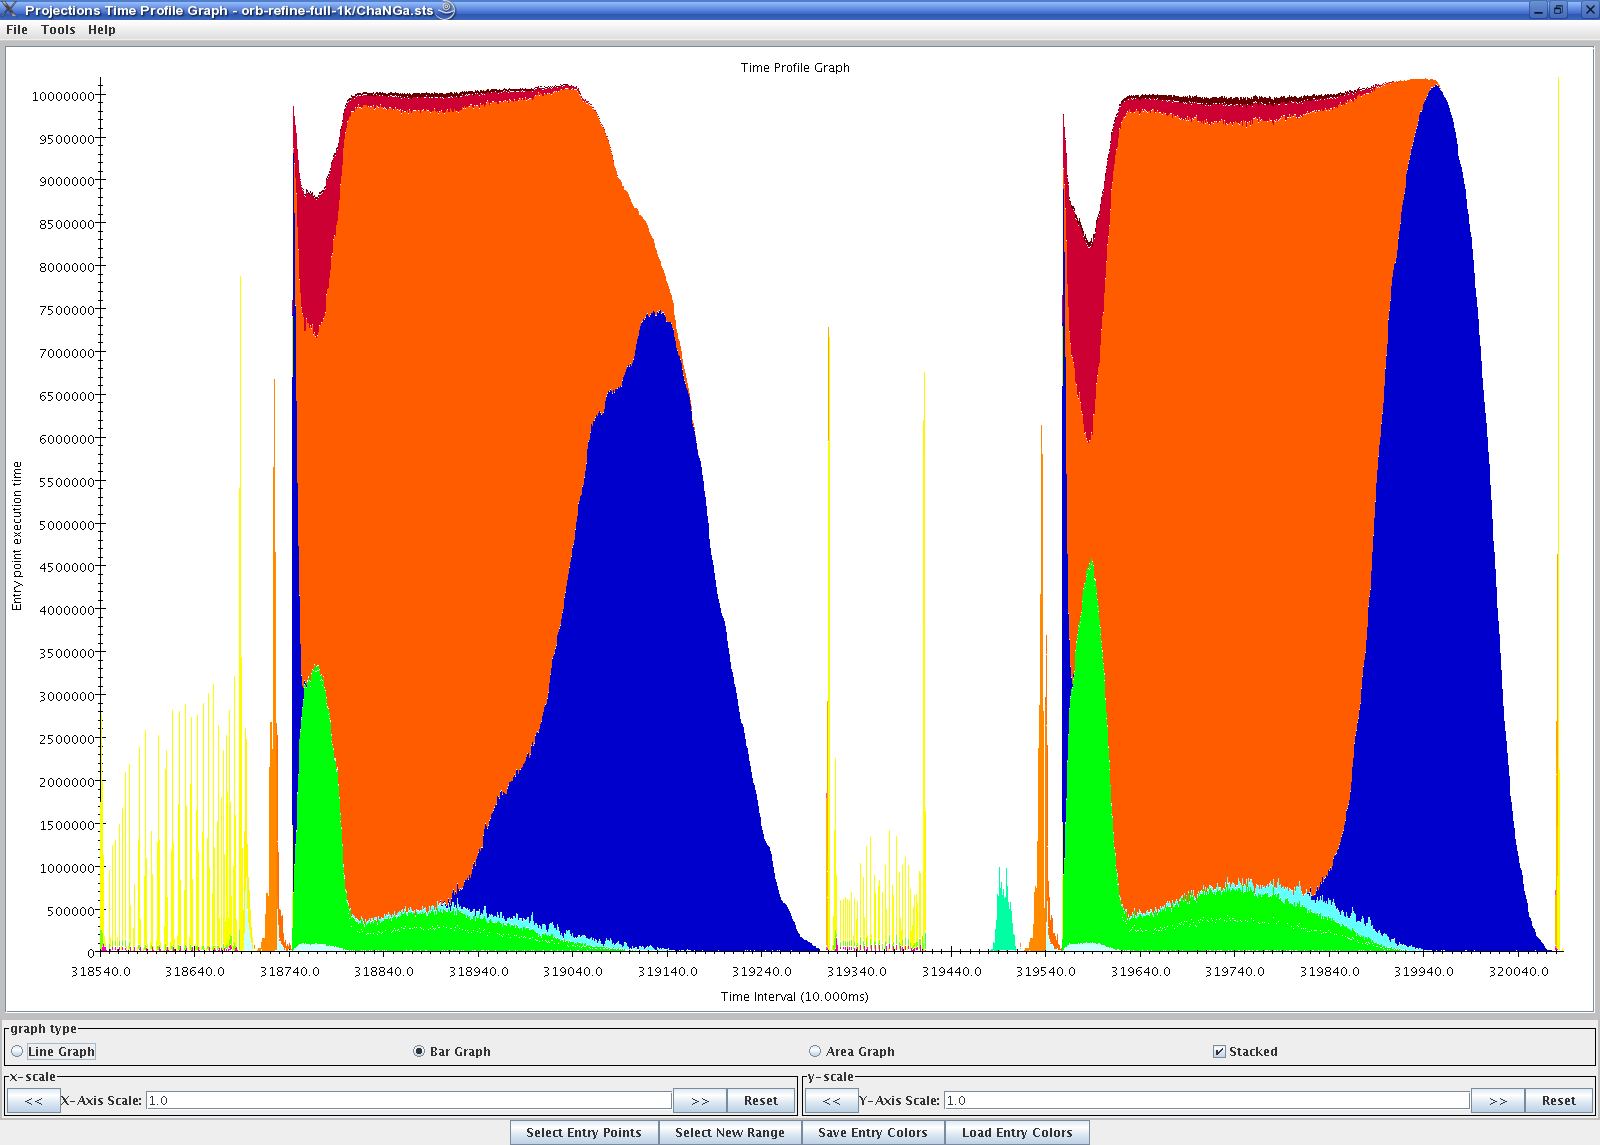 Projections Time Profile Graph - orb-refine-full-1k/ChaNGa.sts
File Tools Help
Time Profile Graph
10000000
9500000
9000000
8500000
8000000
7500000
7000000
6500000
6000000
5500000
5000000
4500000
4000000
3500000
3000000
2500000
2000000
1500000
1000000
500000
0
Entry point execution time
318540.0 318640.0 318740.0 318840.0 318940.0 319040.0 319140.0 319240.0 319340.0 319440.0 319540.0 319640.0 319740.0 319840.0 319940.0 320040.0
Time Interval (10.000ms)
graph type
Line Graph Bar Graph Area Graph Stacked
x-scale y-scale
<< X-Axis Scale: 1.0 >> Reset << Y-Axis Scale: 1.0 >> Reset
Select Entry Points Select New Range Save Entry Colors Load Entry Colors